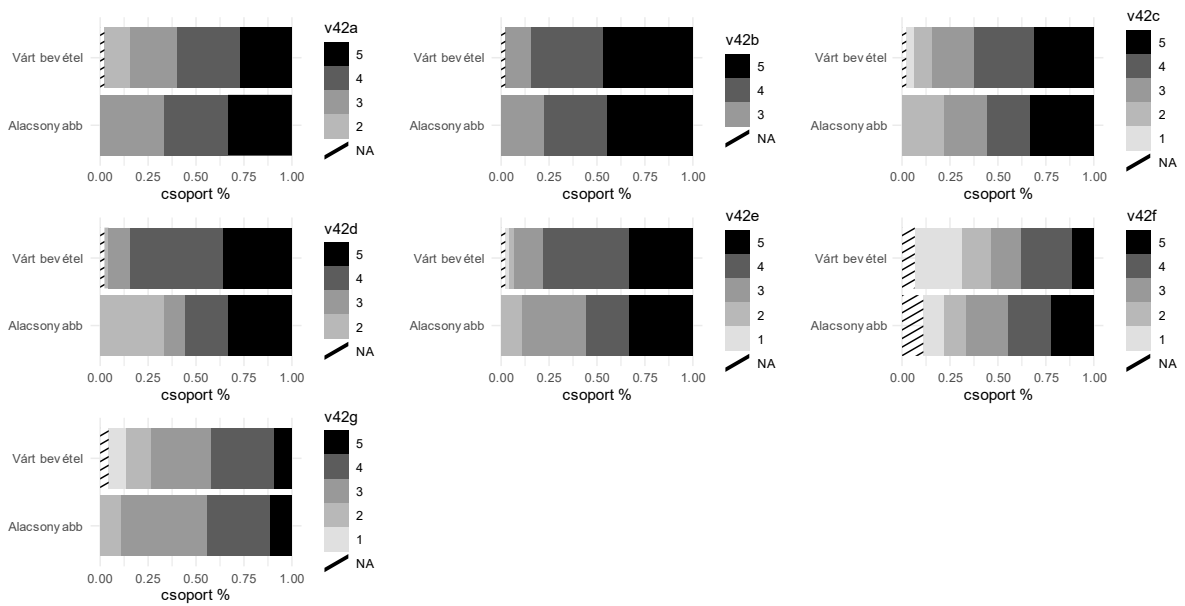 v42a
5
4
3
2
NA
Várt bevétel
Alacsonyabb
0.00 0.25 0.50 0.75 1.00
csoport %
v42b
5
4
3
NA
Várt bevétel
Alacsonyabb
0.00 0.25 0.50 0.75 1.00
csoport %
v42c
5
4
3
2
1
NA
Várt bevétel
Alacsonyabb
0.00 0.25 0.50 0.75 1.00
csoport %
v42d
5
4
3
2
NA
Várt bevétel
Alacsonyabb
0.00 0.25 0.50 0.75 1.00
csoport %
v42e
5
4
3
2
1
NA
Várt bevétel
Alacsonyabb
0.00 0.25 0.50 0.75 1.00
csoport %
v42f
5
4
3
2
1
NA
Várt bevétel
Alacsonyabb
0.00 0.25 0.50 0.75 1.00
csoport %
v42g
5
4
3
2
1
NA
Várt bevétel
Alacsonyabb
0.00 0.25 0.50 0.75 1.00
csoport %